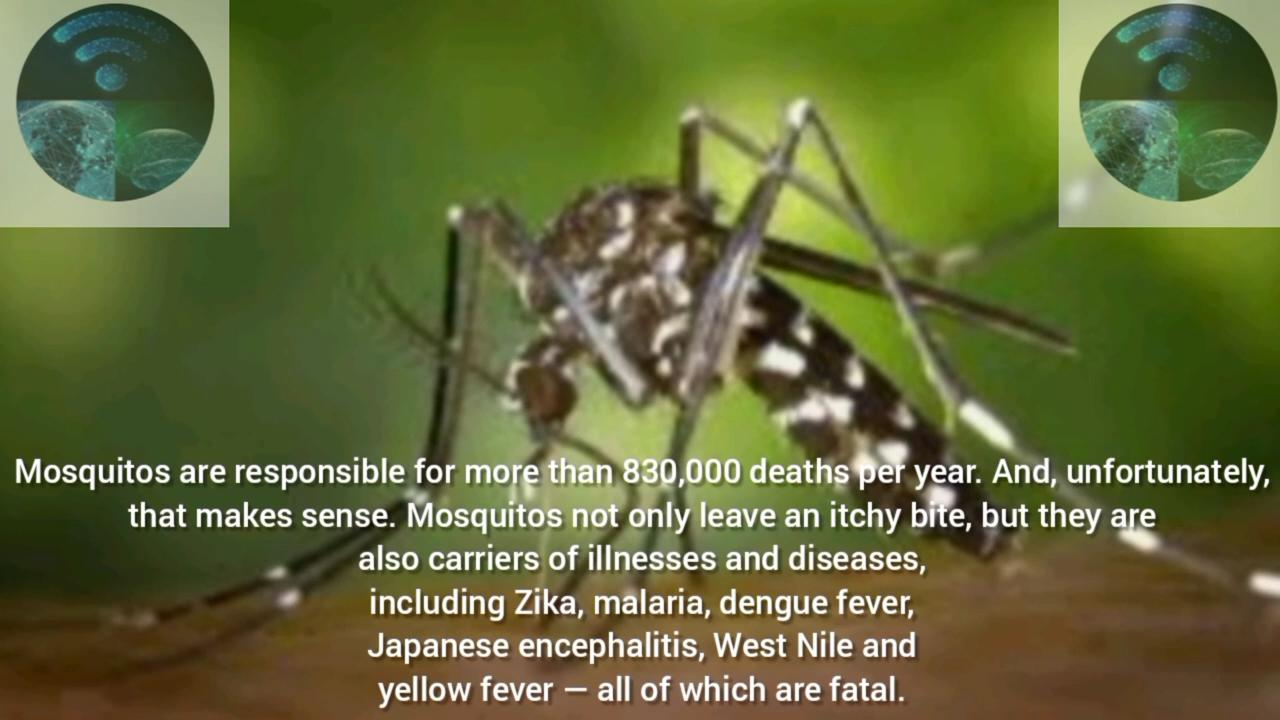 Mosquitos are responsible for more than 830,000 deaths per year. And, unfortunately,
that makes sense. Mosquitos not only leave an itchy bite, but they are
also carriers of illnesses and diseases,
including Zika, malaria, dengue fever,
Japanese encephalitis, West Nile and
yellow fever — all of which are fatal.